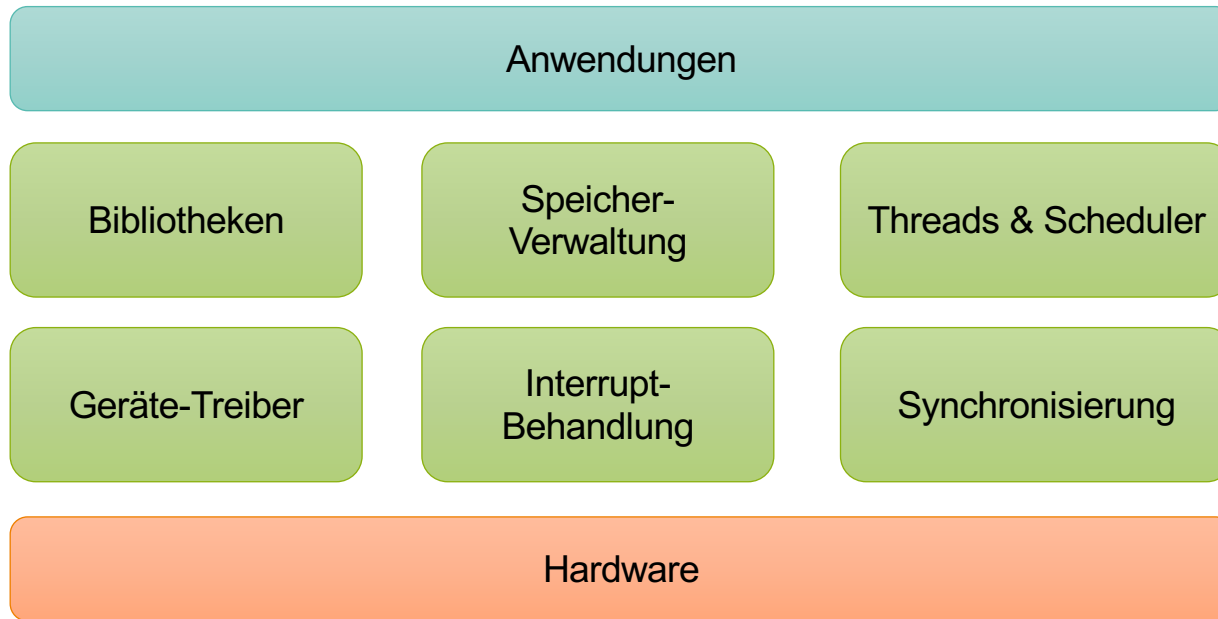 Anwendungen
Bibliotheken
Speicher-
Verwaltung
Threads & Scheduler
Geräte-Treiber
Interrupt-
Behandlung
Synchronisierung
Hardware